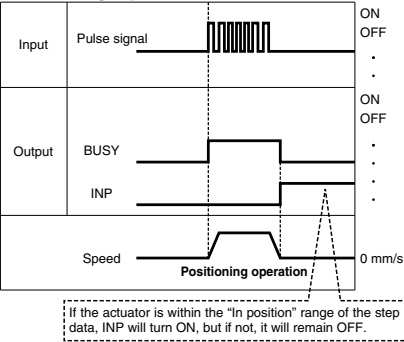 ON
Input
Pulse signal
OFF
ON
OFF
Output
BUSY
INP
Speed
0 mm/s
Positioning operation
If the actuator is within the “In position” range of the step
data, INP will turn ON, but if not, it will remain OFF.